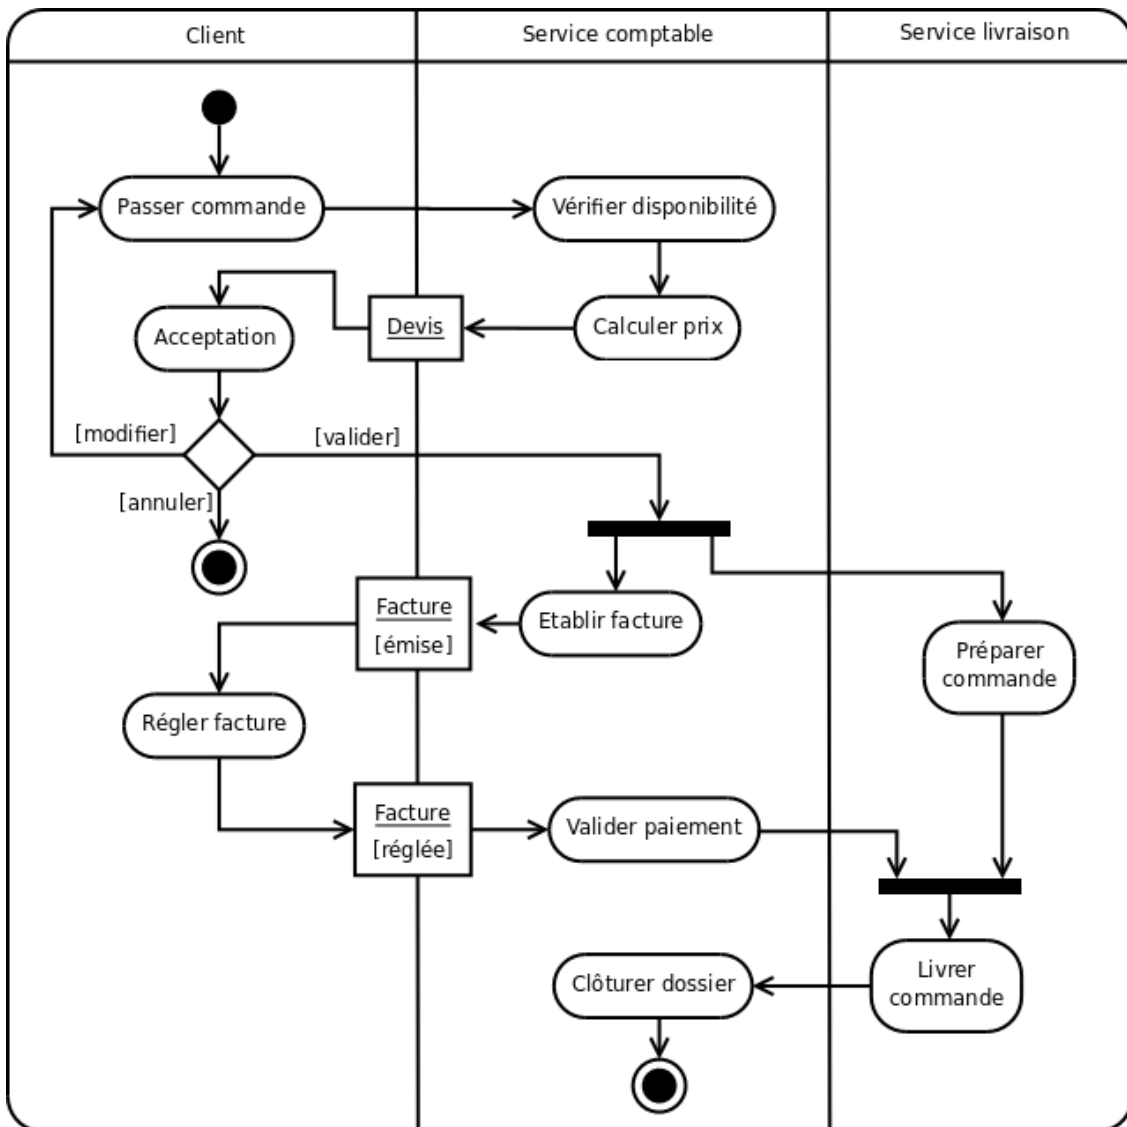 Client
Service comptable
Service livraison
Passer commande
Vérifier disponibilité
Acceptation
Devis
Calculer prix
[modifier]
[valider]
[annuler]
Facture
[émise]
Etablir facture
Préparer
commande
Régler facture
Facture
[réglée]
Valider paiement
Clôturer dossier
Livrer
commande